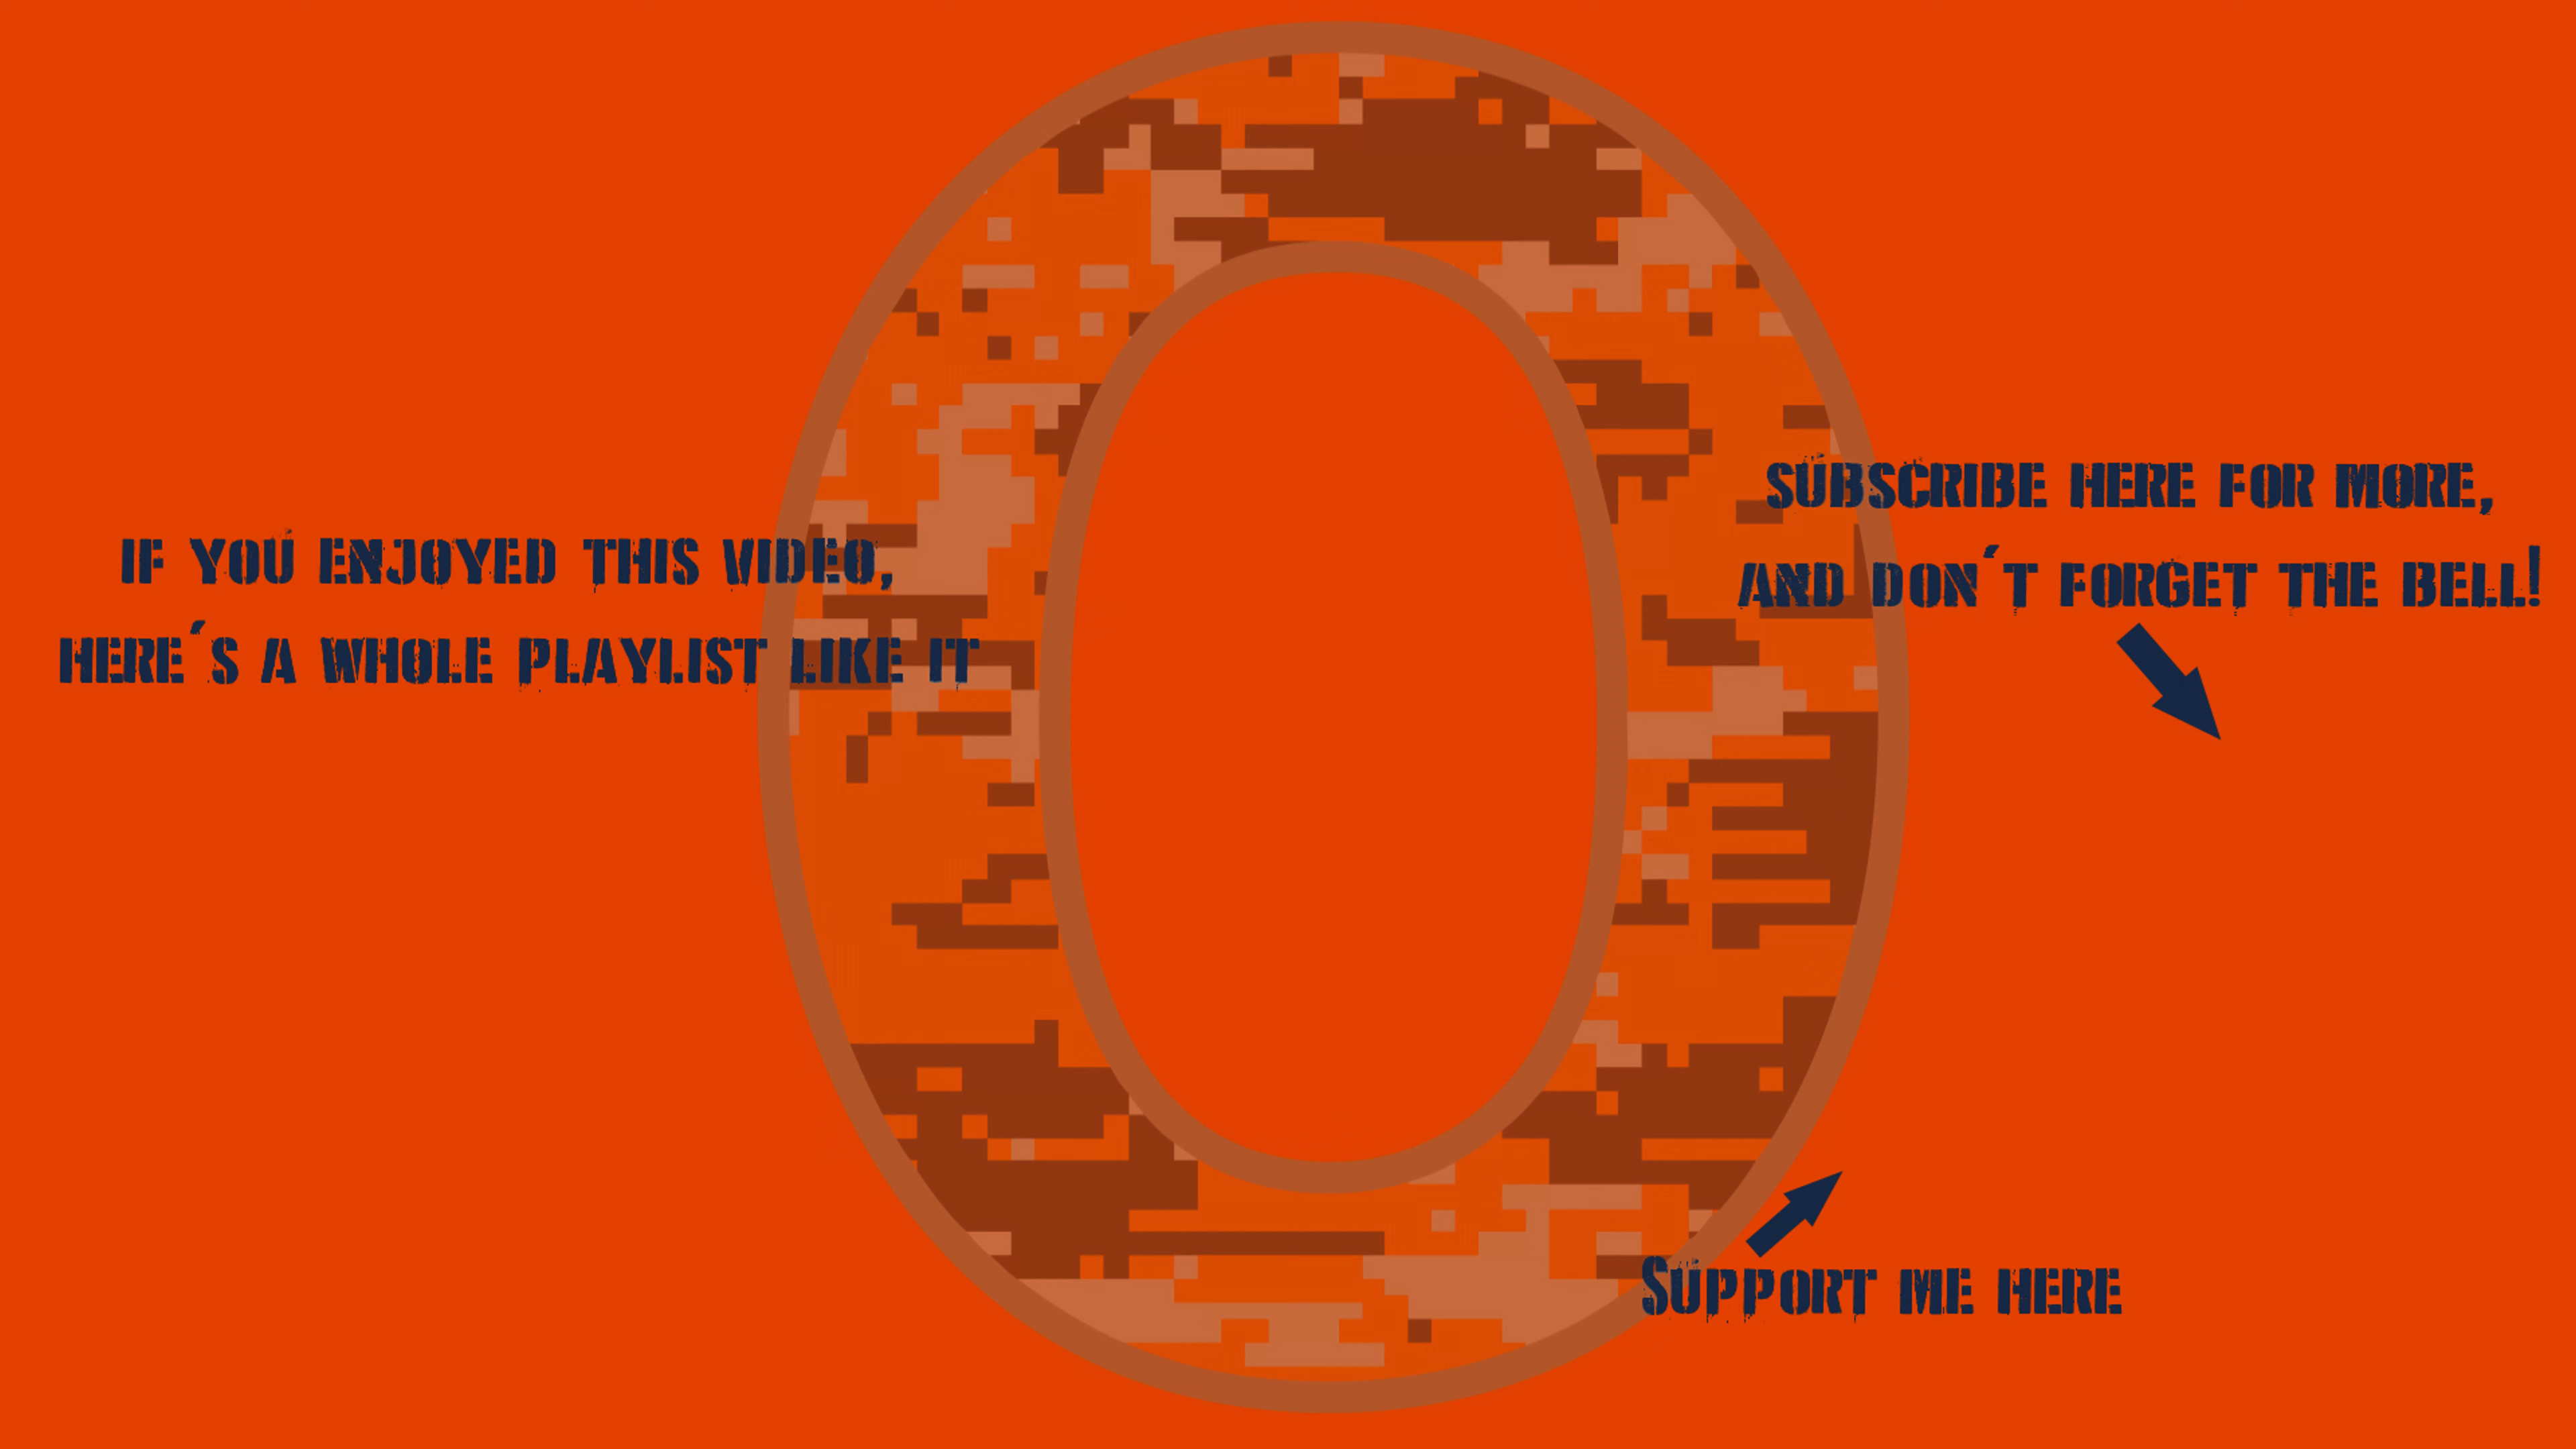 IF YOU ENJOYED THIS VIDEO,
HERE´S A WHOLE PLAYLIST LIKE IT
SUBSCRIBE HERE FOR MORE,
AND DON´T FORGET THE BELL!
SUPPORT ME HERE
O